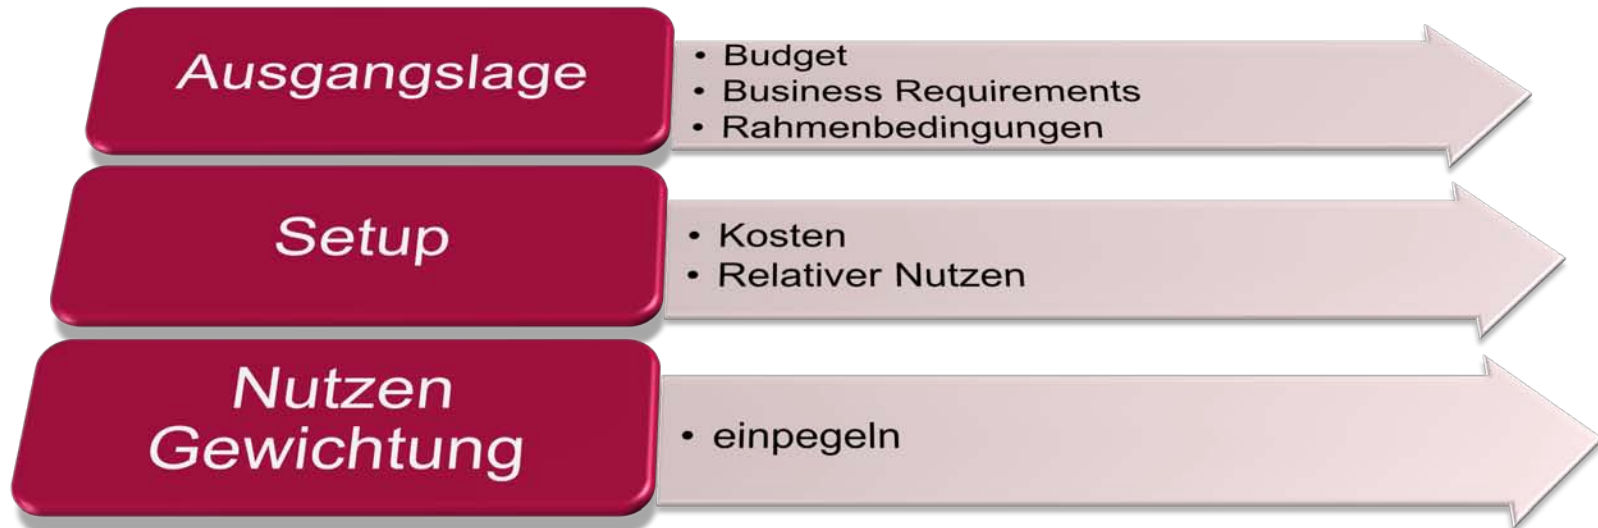 Ausgangslage
• Budget
• Business Requirements
• Rahmenbedingungen
Setup
• Kosten
• Relativer Nutzen
Nutzen
Gewichtung
• einpegeln